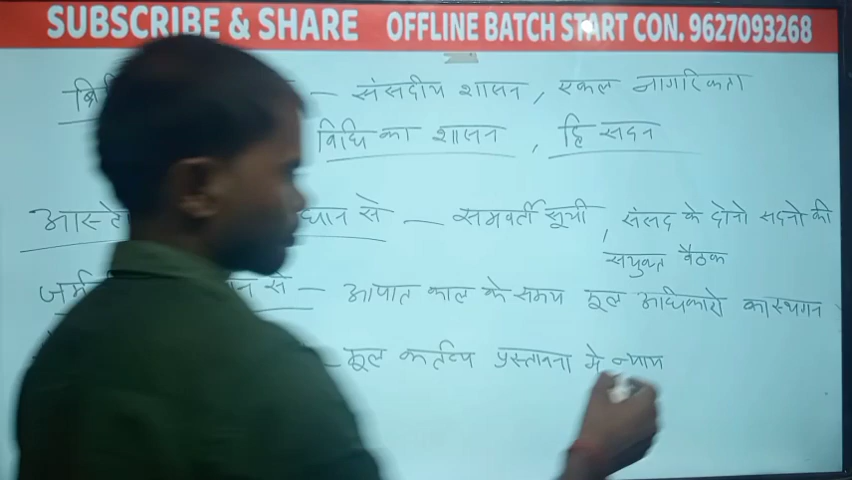 SUBSCRIBE & SHARE OFFLINE BATCH START CON. 9627093268
– संसदीय शासन, एकल नागरिकता
विधि का शासन, द्वि सदन
से – समवर्ती सूची, संसद के दोनो सदनो की
सयुक्त बैठक
से – आपात काल के समय मूल अधिकारो का स्थगन
– मूल कर्तव्य प्रस्तावना मे न्याय